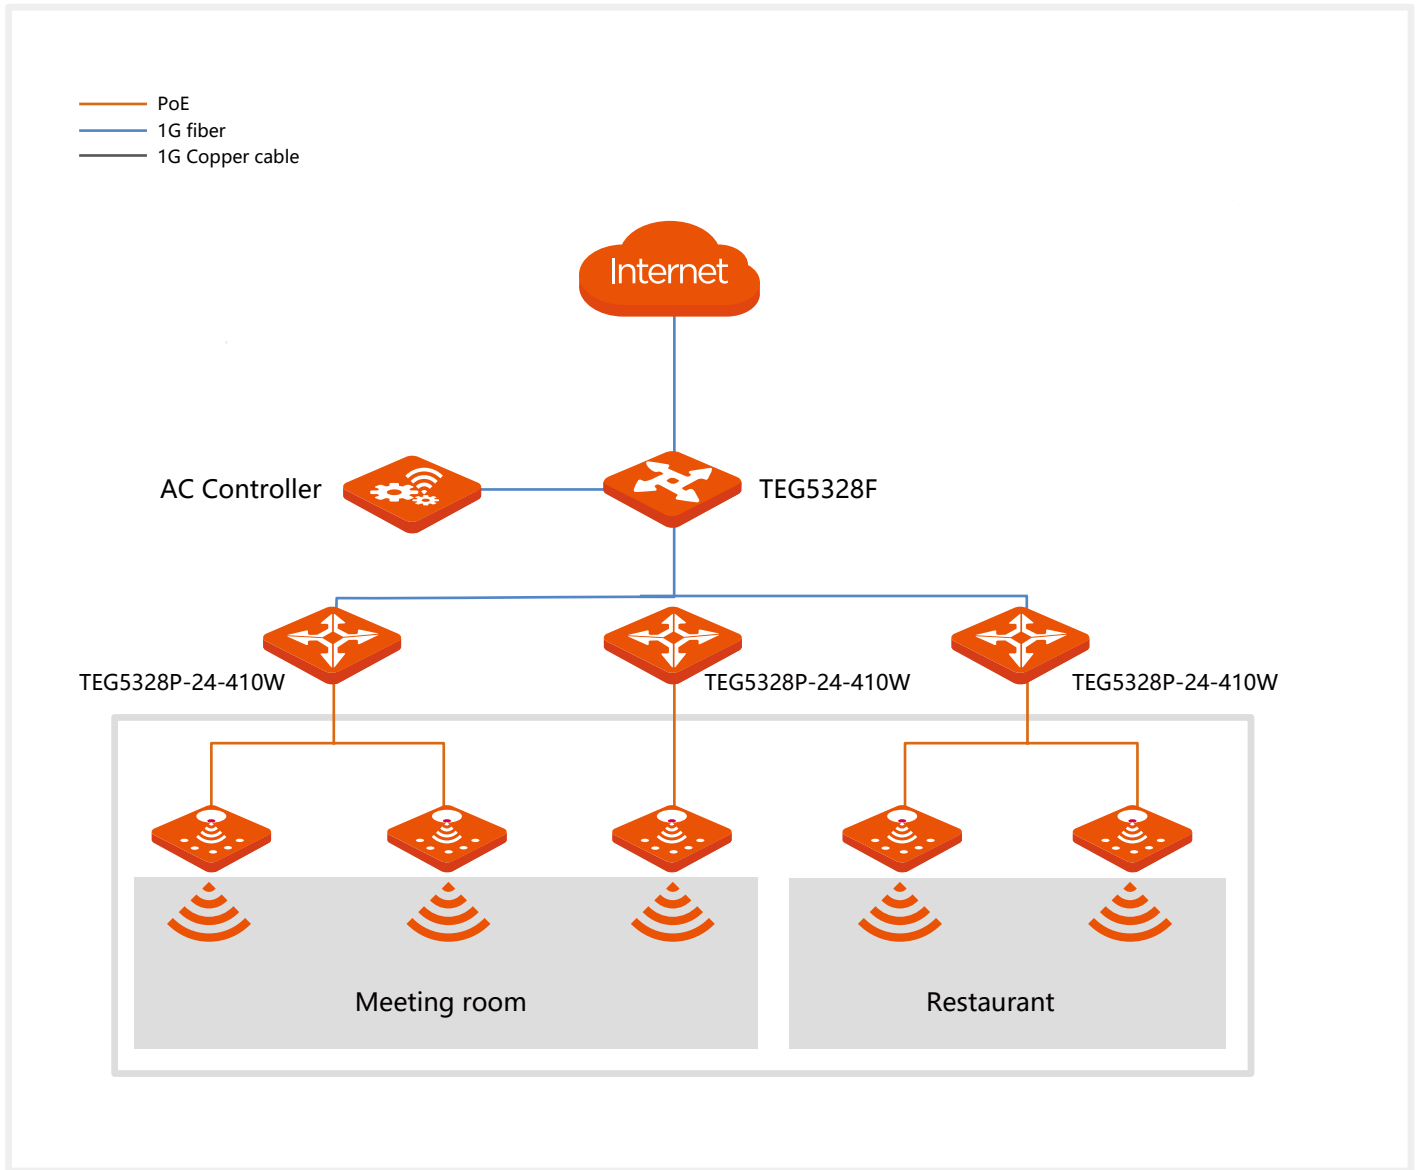 PoE
1G fiber
1G Copper cable
Internet
AC Controller
TEG5328F
TEG5328P-24-410W
TEG5328P-24-410W
TEG5328P-24-410W
Meeting room
Restaurant